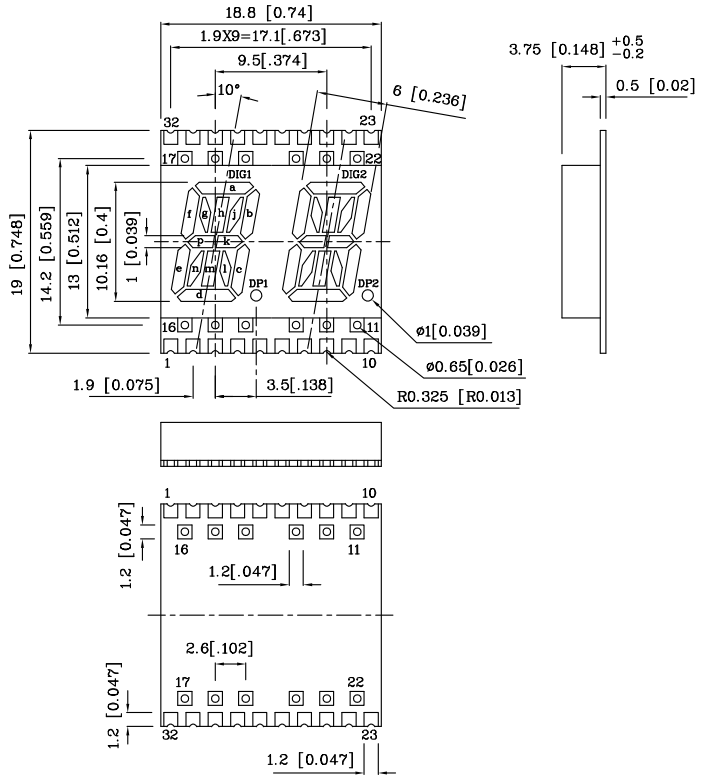 18.8 [0.74]
1.9X9=17.1[.673]
9.5[.374]
10°
6 [0.236]
3.75 [0.148] +0.5 -0.2
0.5 [0.02]
32 23
17 22
DIG1 DIG2
a
f g h j b
p k
e n m l c
d
DP1 DP2
19 [0.748]
14.2 [0.559]
13 [0.512]
10.16 [0.4]
1 [0.039]
16 11
1 10
ø1[0.039]
ø0.65[0.026]
R0.325 [R0.013]
1.9 [0.075]
3.5[.138]
1 10
16 11
1.2 [0.047]
1.2[.047]
2.6[.102]
17 22
1.2 [0.047]
32 23
1.2 [0.047]